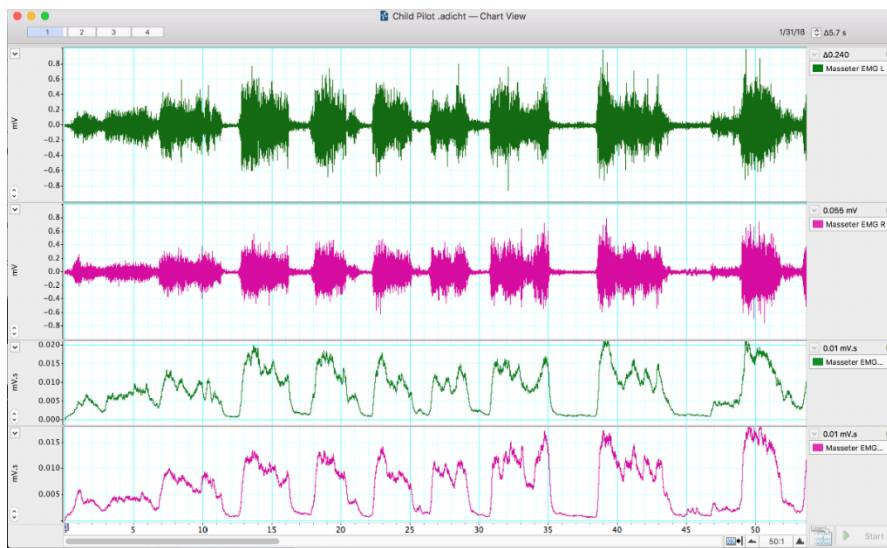 Child Pilot .adicht — Chart View
1 2 3 4 1/31/18 Δ5.7 s
Δ0.240
Masseter EMG L
mV
0.8
0.6
0.4
0.2
0.0
-0.2
-0.4
-0.6
-0.8
0.055 mV
Masseter EMG R
mV
0.8
0.6
0.4
0.2
0.0
-0.2
-0.4
-0.6
-0.8
0.01 mV.s
Masseter EMG...
mV.s
0.020
0.015
0.010
0.005
0.000
0.01 mV.s
Masseter EMG...
mV.s
0.015
0.010
0.005
5 10 15 20 25 30 35 40 45 50
50:1 Start